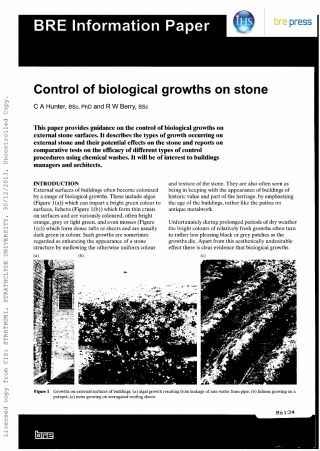 BRE Information Paper
IHS
bre press
Control of biological growths on stone
C A Hunter, BSc, PhD and R W Berry, BSc
This paper provides guidance on the control of biological growths on
external stone surfaces. It describes the types of growth occurring on
external stone and their potential effects on the stone and reports on
comparative tests on the efficacy of different types of control
procedures using chemical washes. It will be of interest to buildings
managers and architects.
INTRODUCTION
External surfaces of buildings often become colonised
by a range of biological growths. These include algae
(Figure 1(a)) which can impart a bright green colour to
surfaces, lichens (Figure 1(b)) which form thin crusts
on surfaces and are variously coloured, often bright
orange, grey or light green, and even mosses (Figure
1(c)) which form dense tufts or sheets and are usually
dark green in colour. Such growths are sometimes
regarded as enhancing the appearance of a stone
structure by mellowing the otherwise uniform colour
and texture of the stone. They are also often seen as
being in keeping with the appearance of buildings of
historic value and part of the heritage, by emphasising
the age of the buildings, rather like the patina on
antique metalwork.
Unfortunately during prolonged periods of dry weather
the bright colours of relatively fresh growths often turn
to rather less pleasing black or grey patches as the
growths die. Apart from this aesthetically undesirable
effect there is clear evidence that biological growths
(a)
(b)
(c)
Figure 1 Growths on external surfaces of buildings: (a) algal growth resulting from leakage of rain-water from pipe; (b) lichens growing on a
parapet; (c) moss growing on corrugated roofing sheets
86134
bre
Licensed copy from CIS: STRATHUNI, STRATHCLYDE UNIVERSITY, 30/12/2013, Uncontrolled Copy.